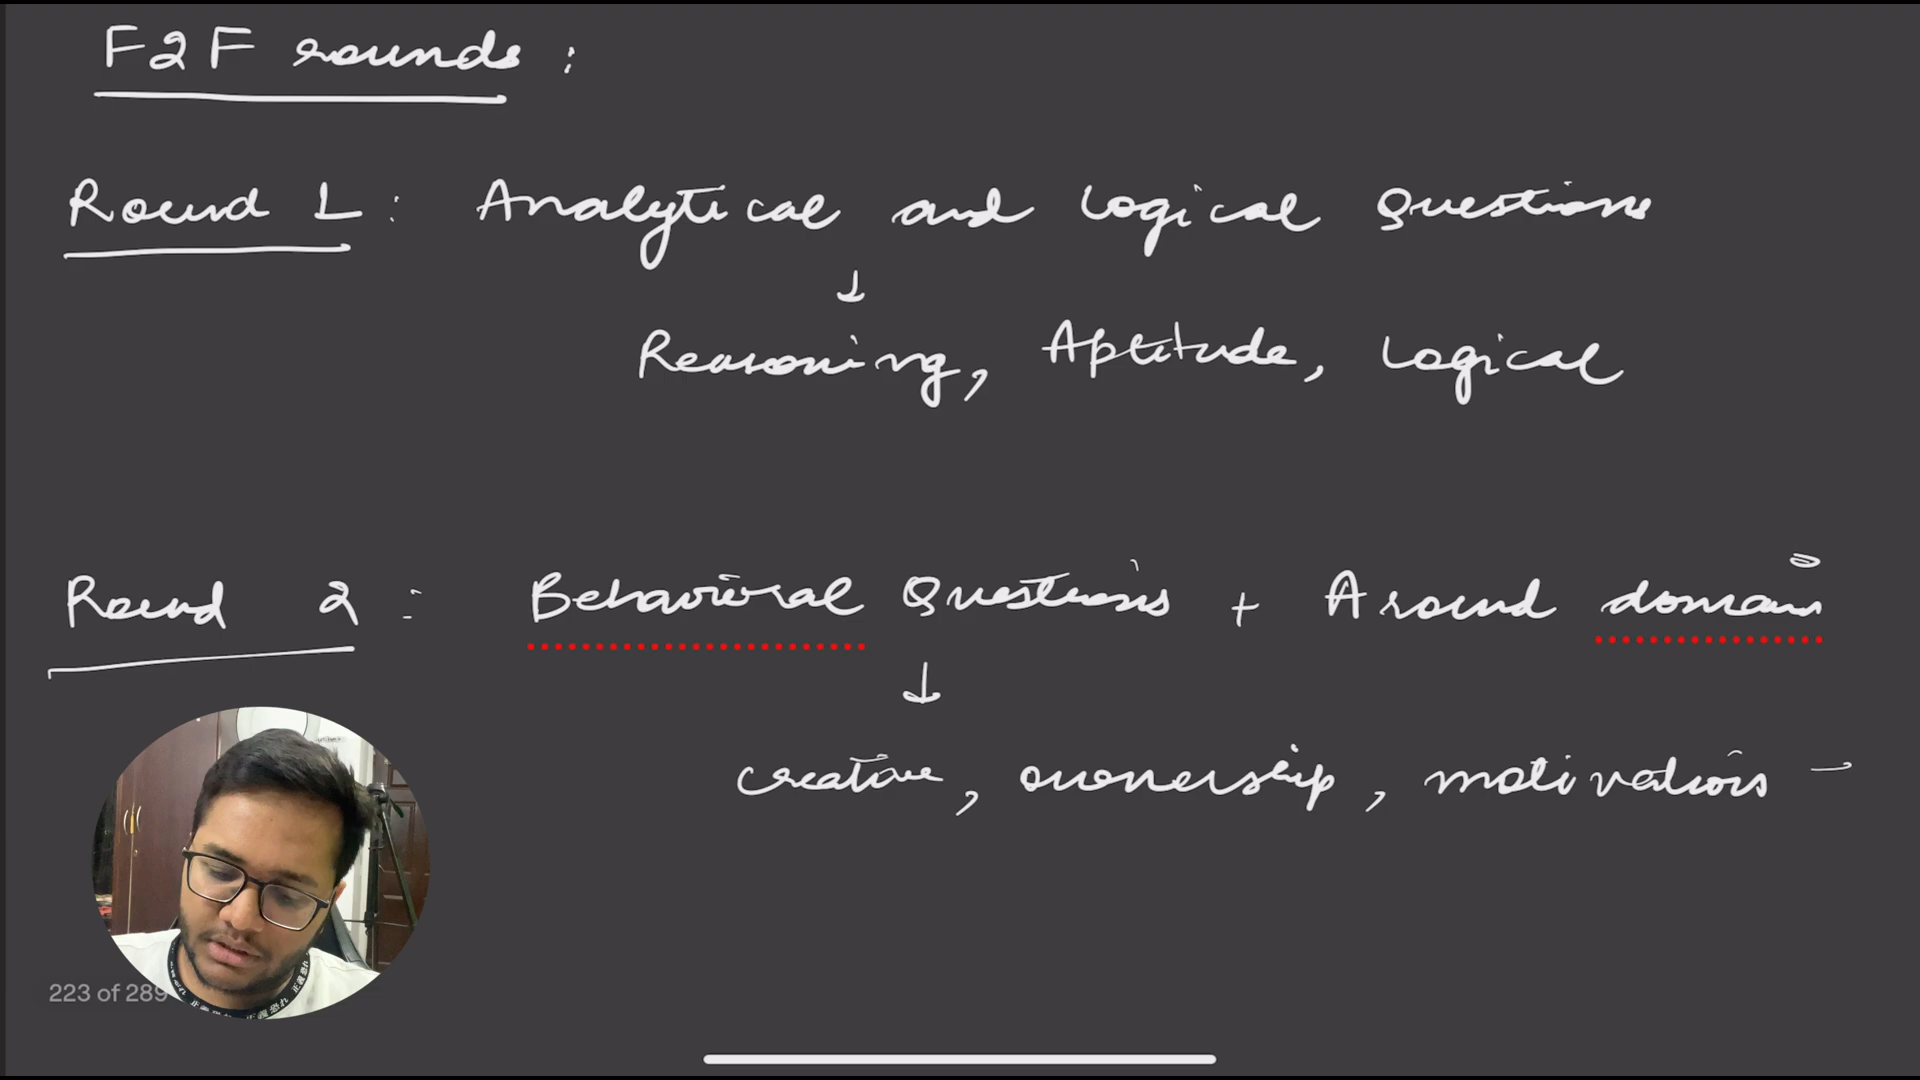 F2F rounds :
Round 1 : Analytical and Logical Questions
↓
Reasoning, Aptitude, Logical
Round 2 : Behavioral Questions + Around domain
↓
creative, ownership, motivations -
223 of 289